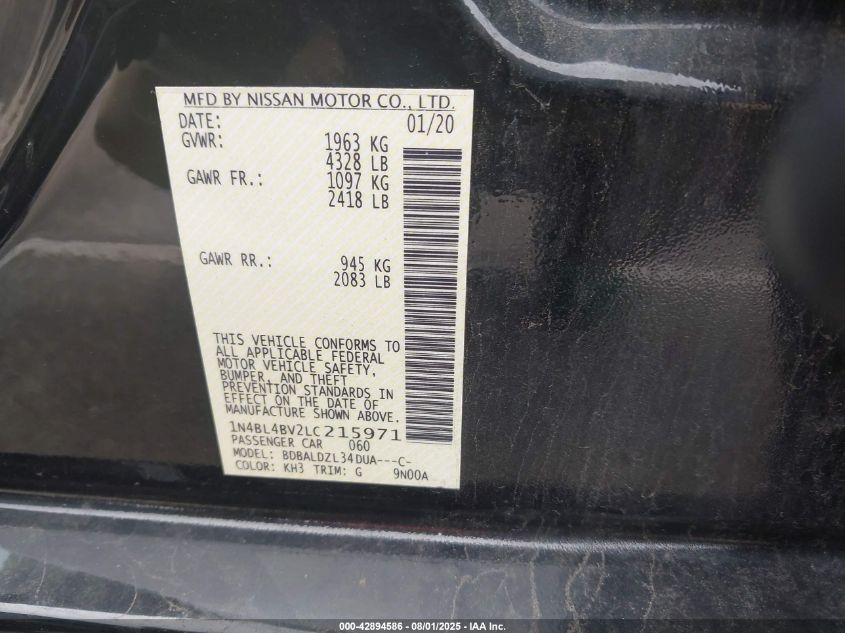 MFD BY NISSAN MOTOR CO., LTD.
DATE: 01/20
GVWR: 1963 KG
4328 LB
GAWR FR.: 1097 KG
2418 LB
GAWR RR.: 945 KG
2083 LB
THIS VEHICLE CONFORMS TO
ALL APPLICABLE FEDERAL
MOTOR VEHICLE SAFETY,
BUMPER, AND THEFT
PREVENTION STANDARDS IN
EFFECT ON THE DATE OF
MANUFACTURE SHOWN ABOVE.
1N4BL4BV2LC215971
PASSENGER CAR 060
MODEL: BDBALDZL34DUA---C-
COLOR: KH3 TRIM: G 9N00A
000-42894586 - 08/01/2025 - IAA Inc.